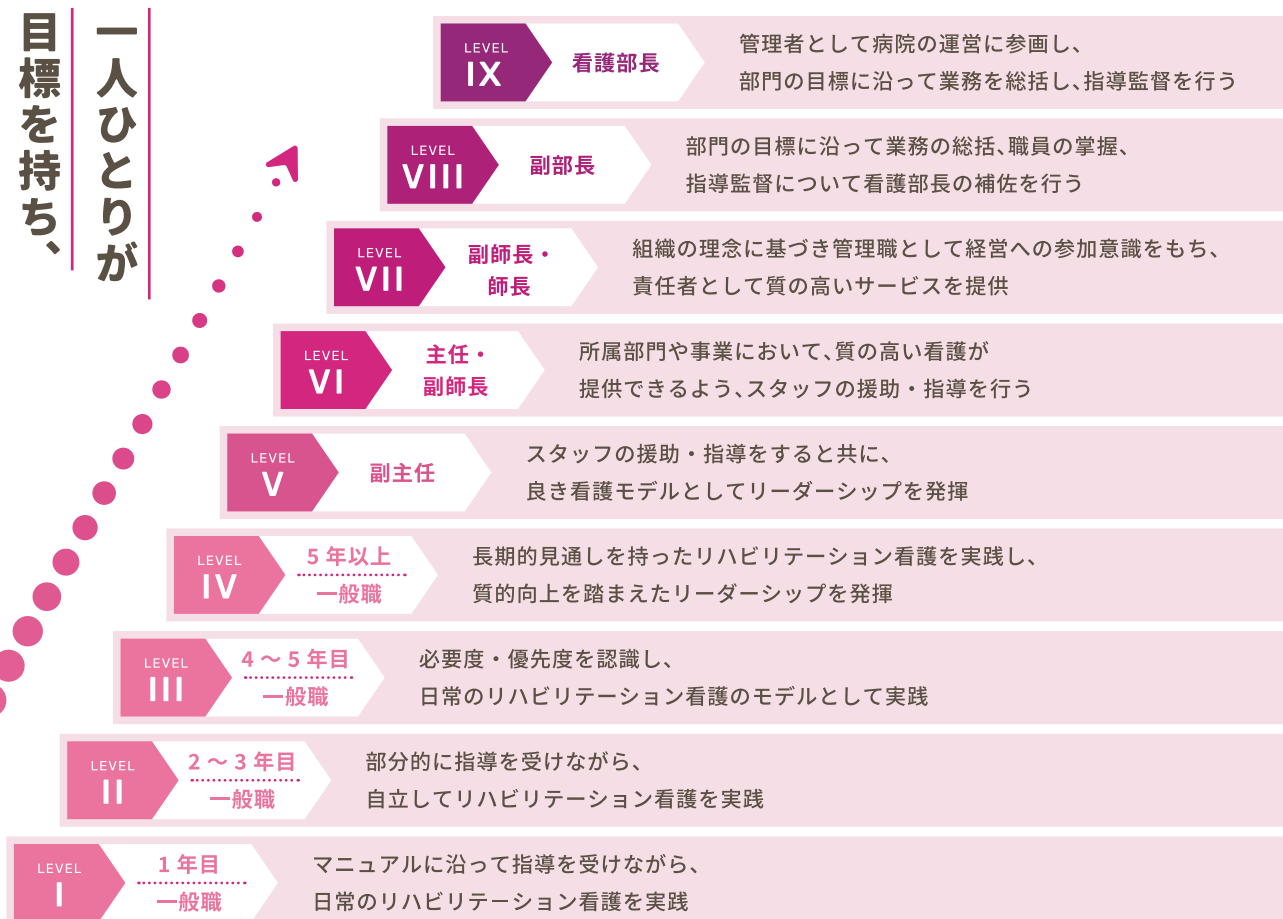 一人ひとりが
目標を持ち、
LEVEL
IX
看護部長
管理者として病院の運営に参画し、
部門の目標に沿って業務を総括し、指導監督を行う
LEVEL
VIII
副部長
部門の目標に沿って業務の総括、職員の掌握、
指導監督について看護部長の補佐を行う
LEVEL
VII
副師長・
師長
組織の理念に基づき管理職として経営への参加意識をもち、
責任者として質の高いサービスを提供
LEVEL
VI
主任・
副師長
所属部門や事業において、質の高い看護が
提供できるよう、スタッフの援助・指導を行う
LEVEL
V
副主任
スタッフの援助・指導をすると共に、
良き看護モデルとしてリーダーシップを発揮
LEVEL
IV
5 年以上
一般職
長期的見通しを持ったリハビリテーション看護を実践し、
質的向上を踏まえたリーダーシップを発揮
LEVEL
III
4 〜 5 年目
一般職
必要度・優先度を認識し、
日常のリハビリテーション看護のモデルとして実践
LEVEL
II
2 〜 3 年目
一般職
部分的に指導を受けながら、
自立してリハビリテーション看護を実践
LEVEL
I
1 年目
一般職
マニュアルに沿って指導を受けながら、
日常のリハビリテーション看護を実践